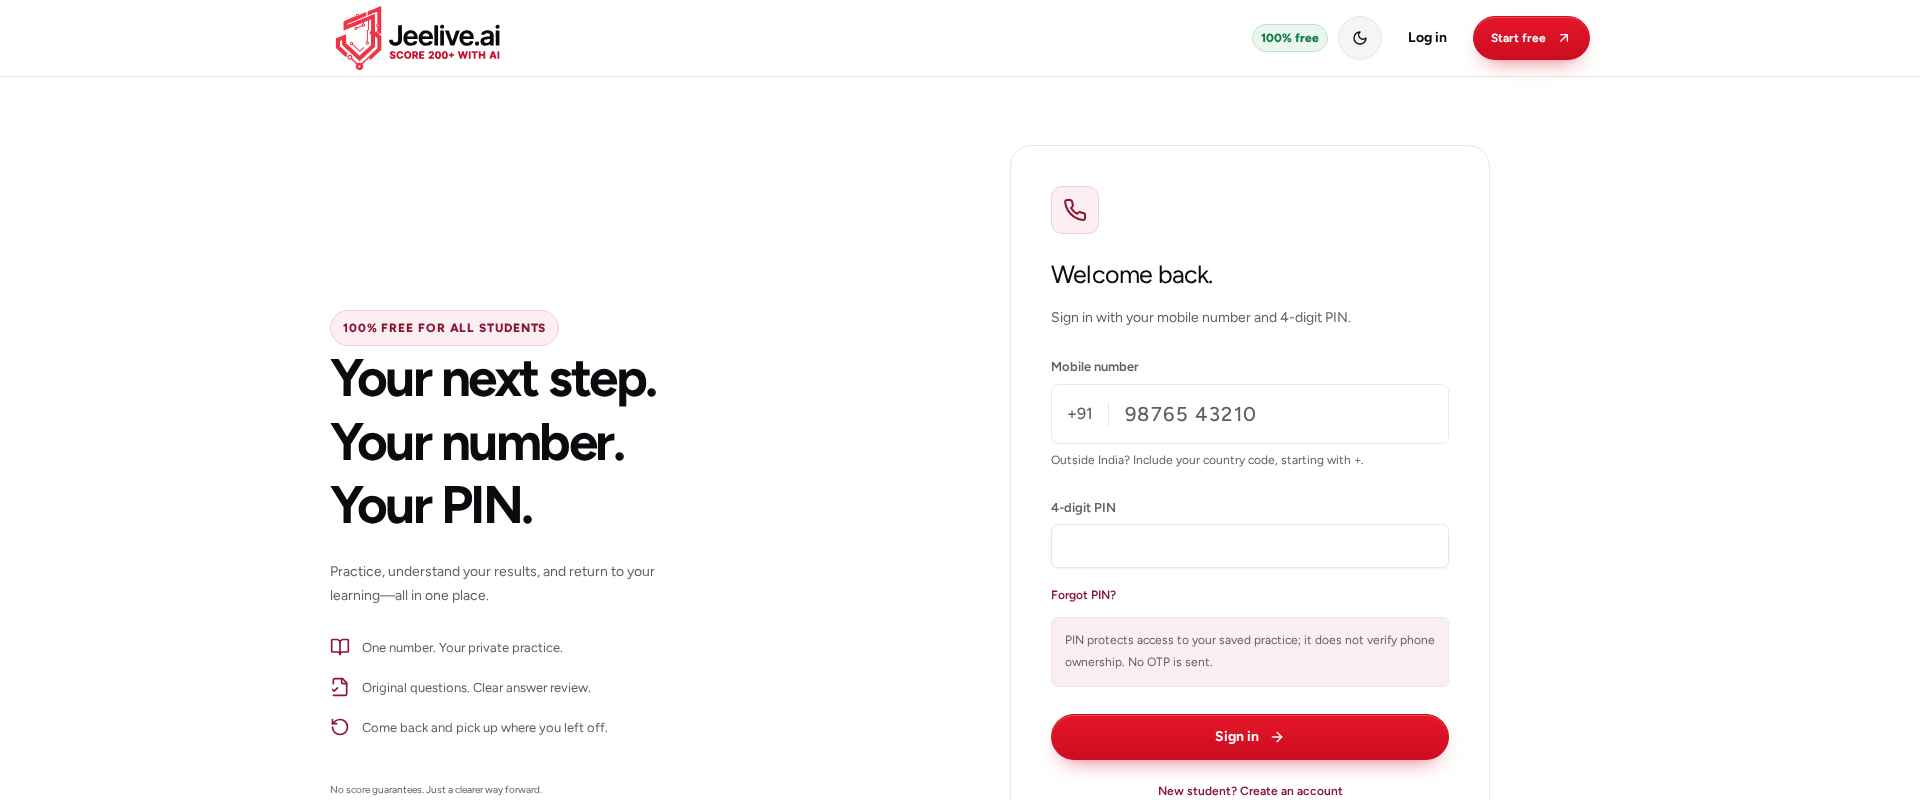 Jeelive.ai
SCORE 200+ WITH AI
100% free
Log in
Start free
100% FREE FOR ALL STUDENTS
Your next step.
Your number.
Your PIN.
Practice, understand your results, and return to your
learning—all in one place.
One number. Your private practice.
Original questions. Clear answer review.
Come back and pick up where you left off.
No score guarantees. Just a clearer way forward.
Welcome back.
Sign in with your mobile number and 4-digit PIN.
Mobile number
+91 98765 43210
Outside India? Include your country code, starting with +.
4-digit PIN
Forgot PIN?
PIN protects access to your saved practice; it does not verify phone
ownership. No OTP is sent.
Sign in
New student? Create an account